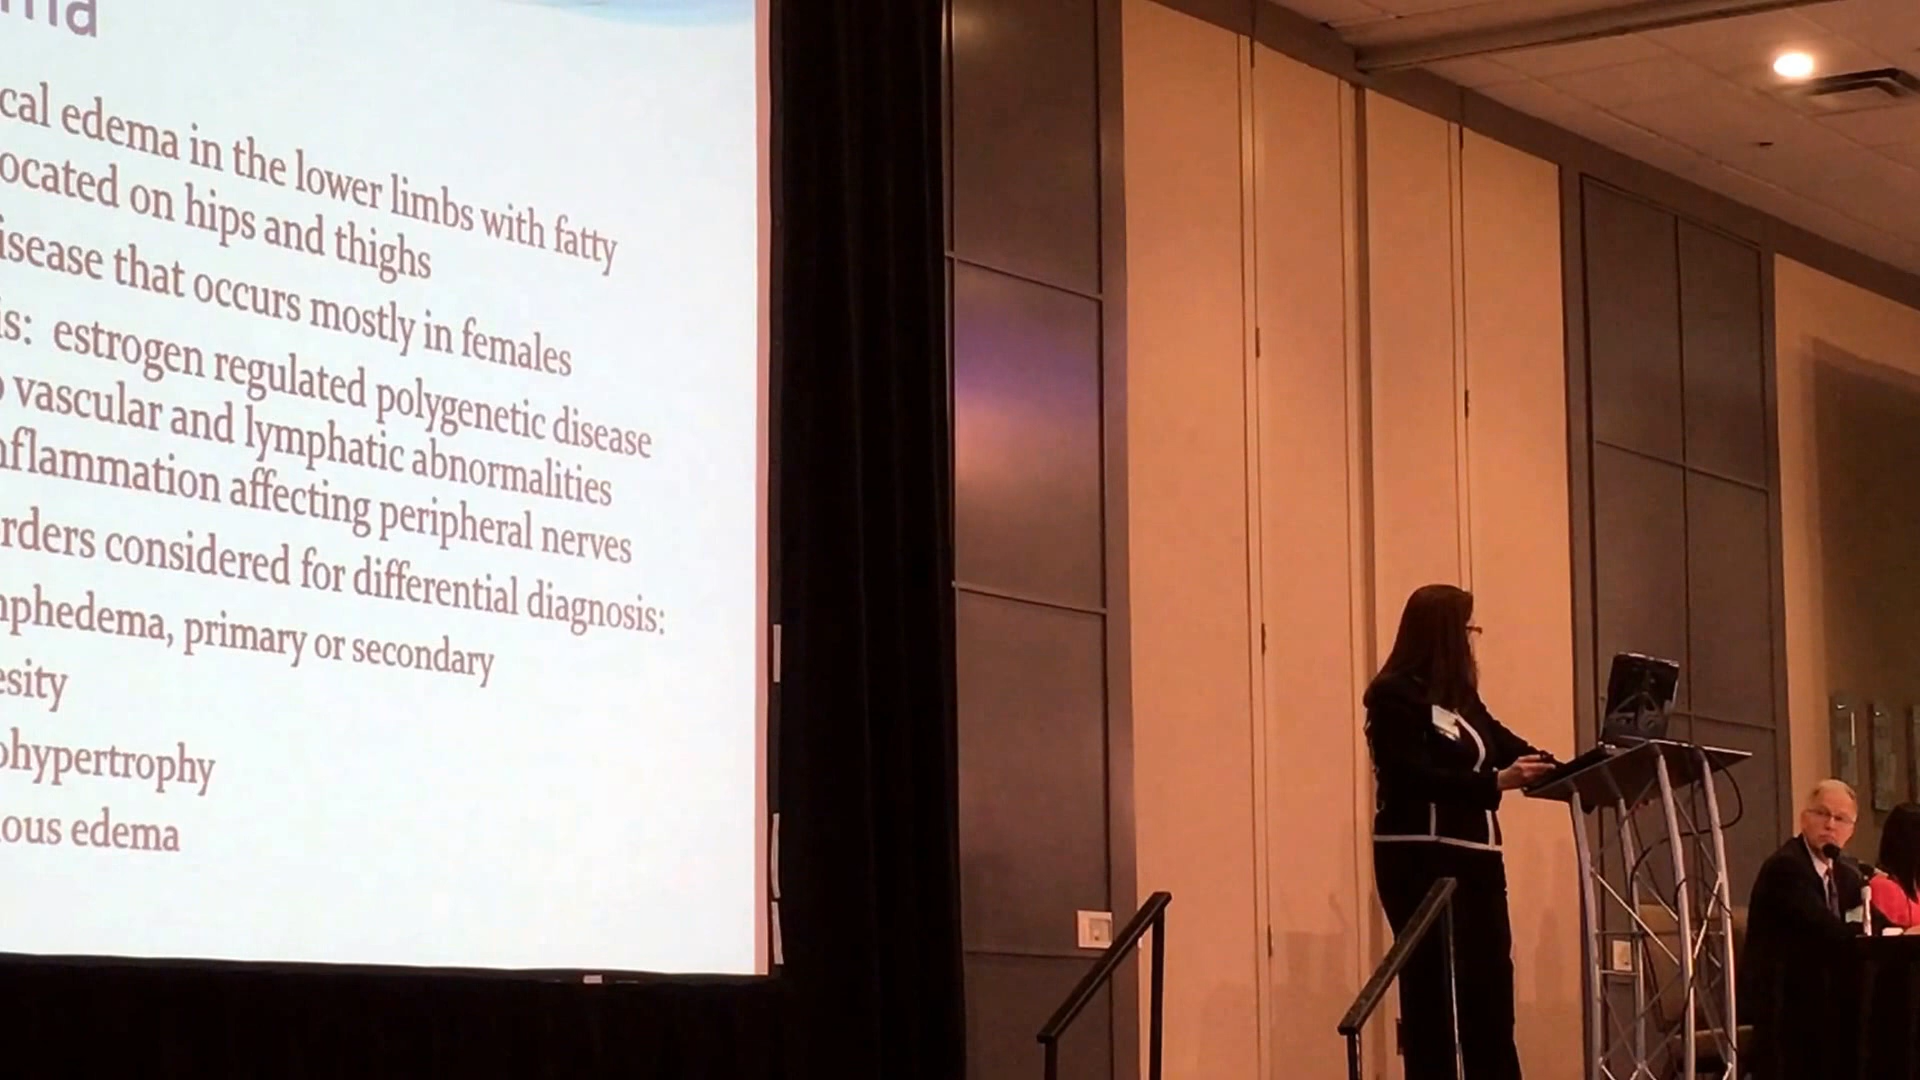 cal edema in the lower limbs with fatty
ocated on hips and thighs
isease that occurs mostly in females
is: estrogen regulated polygenetic disease
vascular and lymphatic abnormalities
nflammation affecting peripheral nerves
rders considered for differential diagnosis:
phedema, primary or secondary
esity
ohypertrophy
ous edema